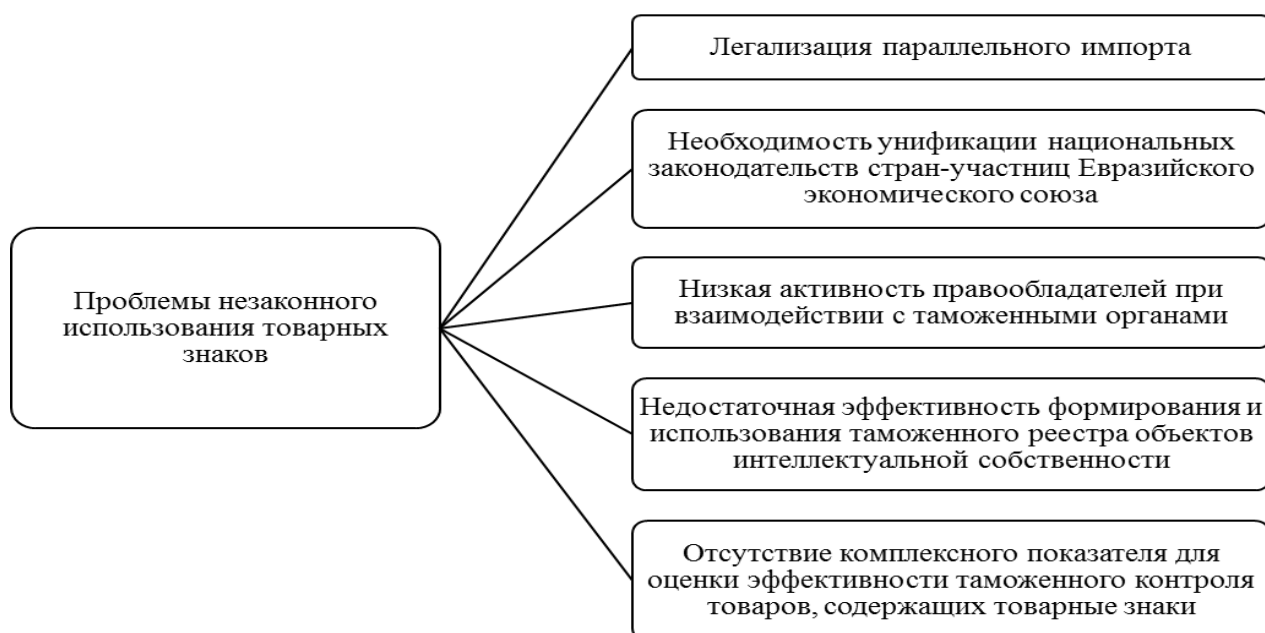 Проблемы незаконного
использования товарных
знаков
Легализация параллельного импорта
Необходимость унификации национальных
законодательств стран-участниц Евразийского
экономического союза
Низкая активность правообладателей при
взаимодействии с таможенными органами
Недостаточная эффективность формирования и
использования таможенного реестра объектов
интеллектуальной собственности
Отсутствие комплексного показателя для
оценки эффективности таможенного контроля
товаров, содержащих товарные знаки